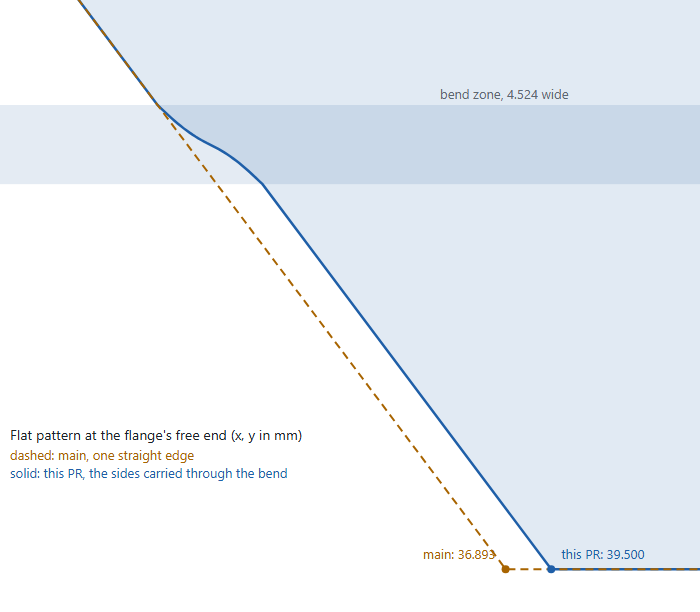 bend zone, 4.524 wide
Flat pattern at the flange's free end (x, y in mm)
dashed: main, one straight edge
solid: this PR, the sides carried through the bend
main: 36.893
this PR: 39.500